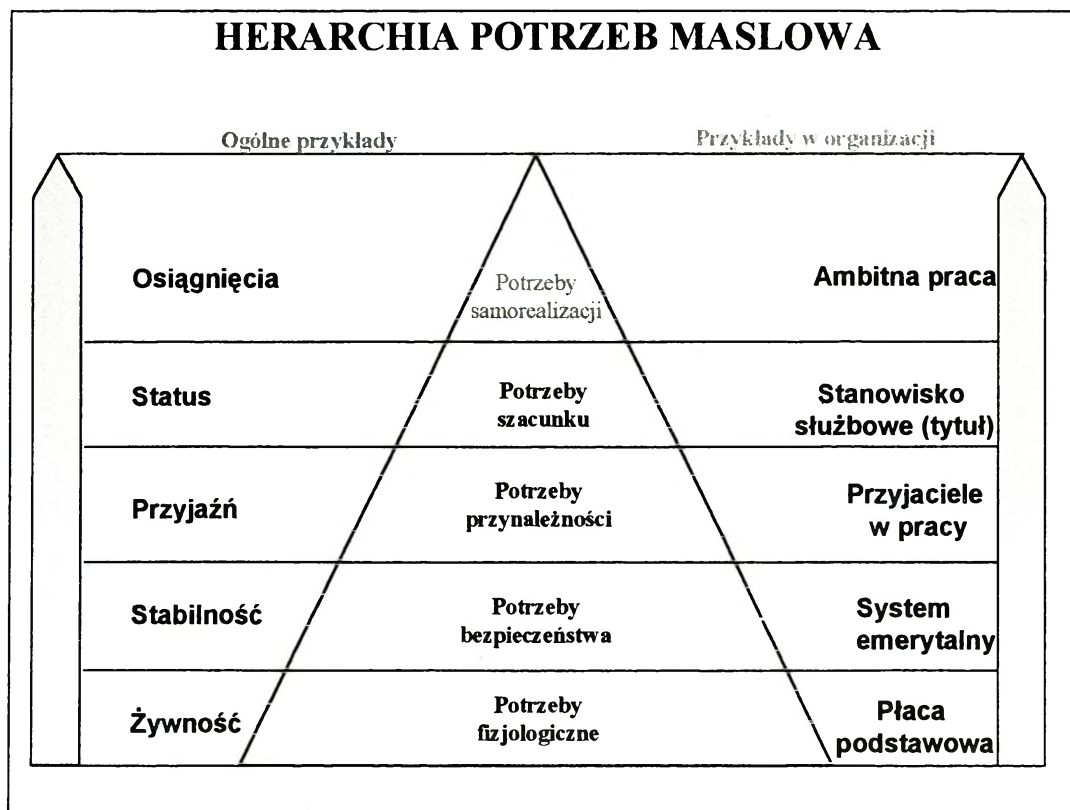 HERARCHIA POTRZEB MASLOWA
Ogólne przykłady
Przykłady w organizacji
Osiągnięcia
Potrzeby
samorealizacji
Ambitna praca
Status
Potrzeby
szacunku
Stanowisko
służbowe (tytuł)
Przyjaźń
Potrzeby
przynależności
Przyjaciele
w pracy
Stabilność
Potrzeby
bezpieczeństwa
System
emerytalny
Żywność
Potrzeby
fizjologiczne
Płaca
podstawowa